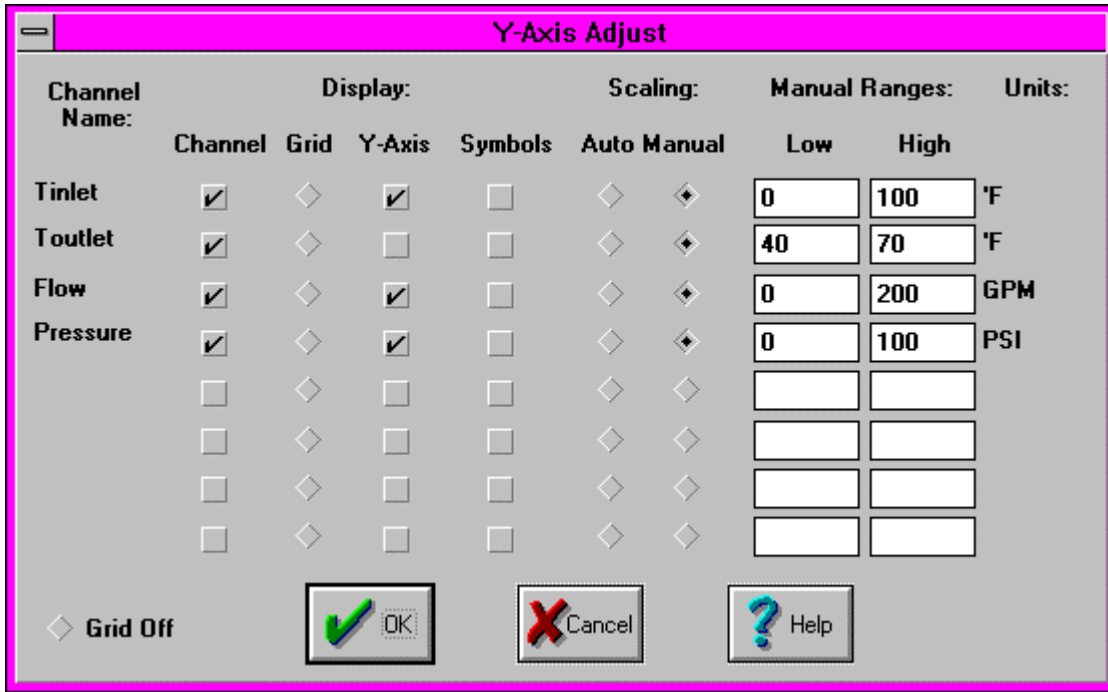 Y-Axis Adjust
Channel Name: Display: Scaling: Manual Ranges: Units:
Channel Grid Y-Axis Symbols Auto Manual Low High
Tinlet 0 100 'F
Toutlet 40 70 'F
Flow 0 200 GPM
Pressure 0 100 PSI
Grid Off OK Cancel ? Help